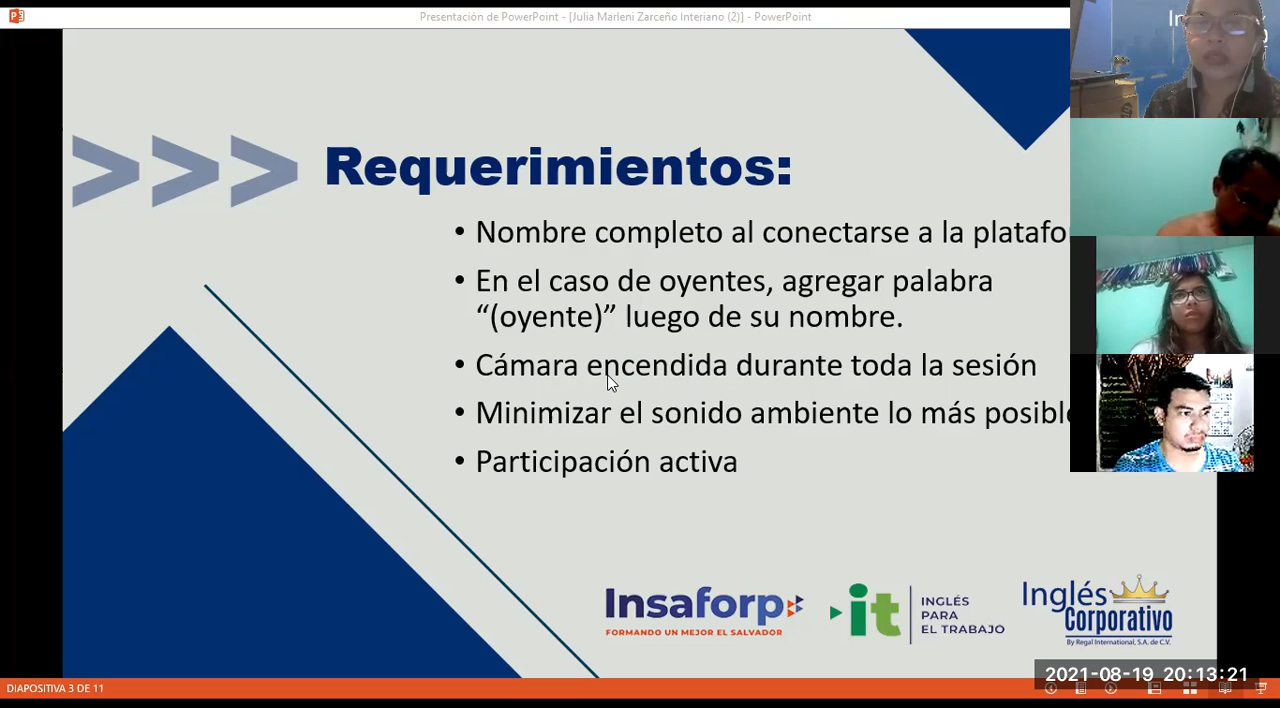 Presentación de PowerPoint - [Julia Marleni Zarceño Interiano (2)] - PowerPoint
>>> Requerimientos:
• Nombre completo al conectarse a la platafo
• En el caso de oyentes, agregar palabra
“(oyente)” luego de su nombre.
• Cámara encendida durante toda la sesión
• Minimizar el sonido ambiente lo más posible
• Participación activa
Insaforp
FORMANDO UN MEJOR EL SALVADOR
it
INGLÉS
PARA
EL TRABAJO
Inglés
Corporativo
By Regal International, S.A. de C.V.
2021-08-19 20:13:21
DIAPOSITIVA 3 DE 11